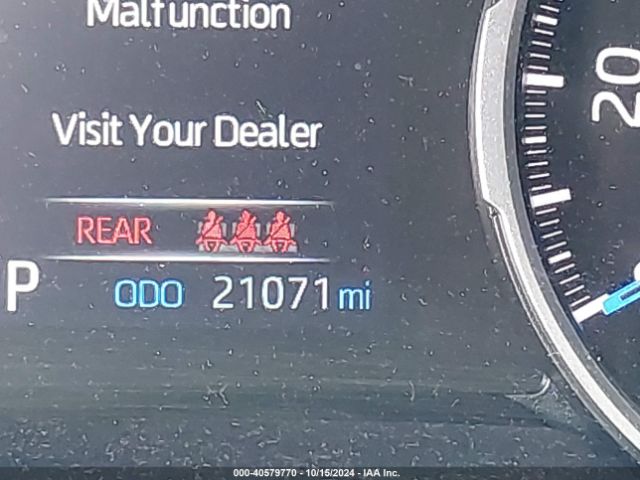 Malfunction
Visit Your Dealer
REAR
P ODO 21071 mi
20
000-40579770 - 10/15/2024 - IAA Inc.